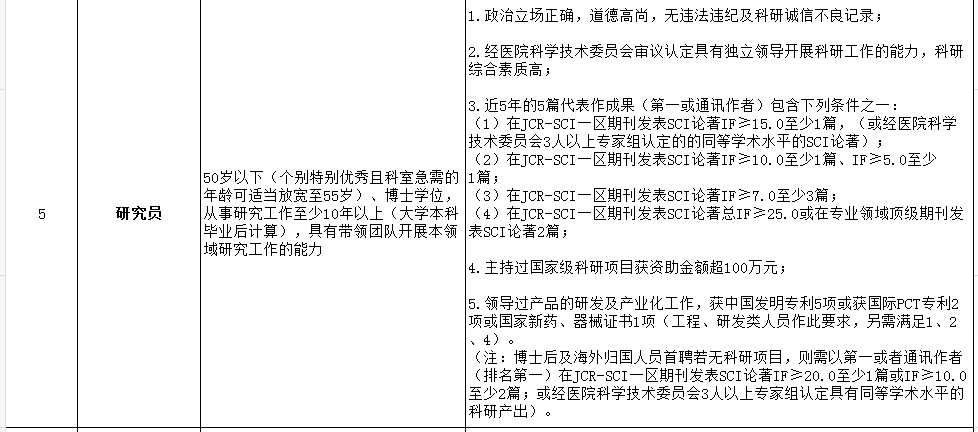 5
研究员
50岁以下（个别特别优秀且科室急需的
年龄可适当放宽至55岁）、博士学位，
从事研究工作至少10年以上（大学本科
毕业后计算），具有带领团队开展本领
域研究工作的能力
1.政治立场正确，道德高尚，无违法违纪及科研诚信不良记录；
2.经医院科学技术委员会审议认定具有独立领导开展科研工作的能力，科研
综合素质高；
3.近5年的5篇代表作成果（第一或通讯作者）包含下列条件之一：
（1）在JCR-SCI一区期刊发表SCI论著IF≥15.0至少1篇，（或经医院科学
技术委员会3人以上专家组认定的的同等学术水平的SCI论著）；
（2）在JCR-SCI一区期刊发表SCI论著IF≥10.0至少1篇、IF≥5.0至少
1篇；
（3）在JCR-SCI一区期刊发表SCI论著IF≥7.0至少3篇；
（4）在JCR-SCI一区期刊发表SCI论著总IF≥25.0或在专业领域顶级期刊发
表SCI论著2篇；
4.主持过国家级科研项目获资助金额超100万元；
5.领导过产品的研发及产业化工作，获中国发明专利5项或获国际PCT专利2
项或国家新药、器械证书1项（工程、研发类人员作此要求，另需满足1、2
、4）。
（注：博士后及海外归国人员首聘若无科研项目，则需以第一或者通讯作者
（排名第一）在JCR-SCI一区期刊发表SCI论著IF≥20.0至少1篇或IF≥10.0
至少2篇；或经医院科学技术委员会3人以上专家组认定具有同等学术水平的
科研产出）。